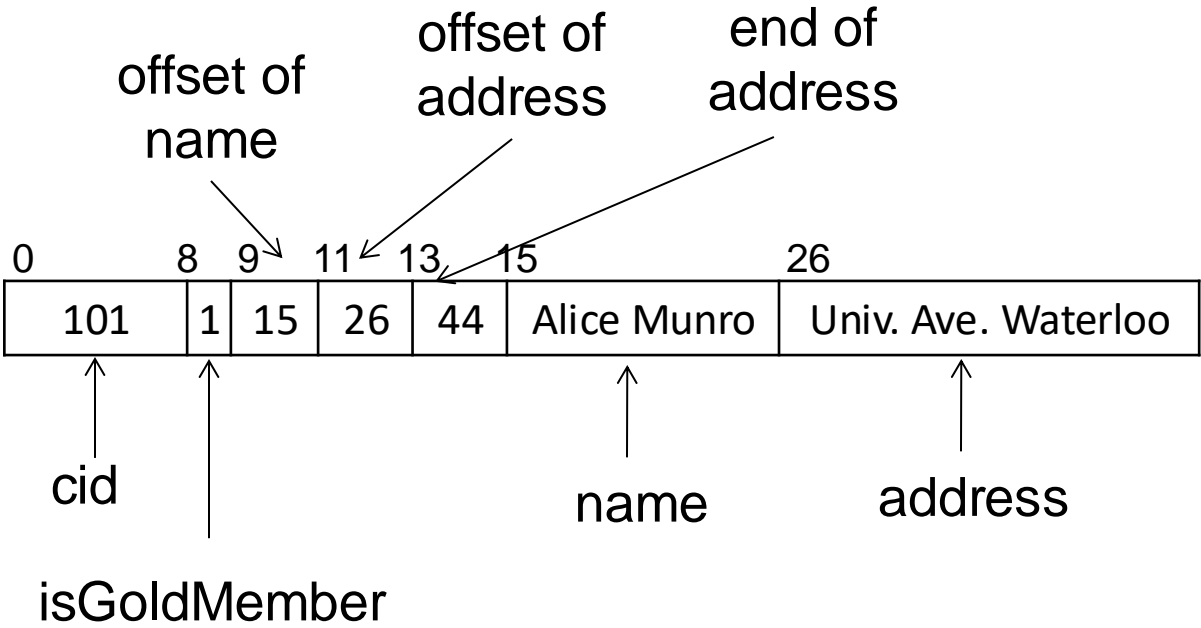 offset of
name
offset of
address
end of
address
0 8 9 11 13 15 26
101 1 15 26 44 Alice Munro Univ. Ave. Waterloo
cid
name
address
isGoldMember